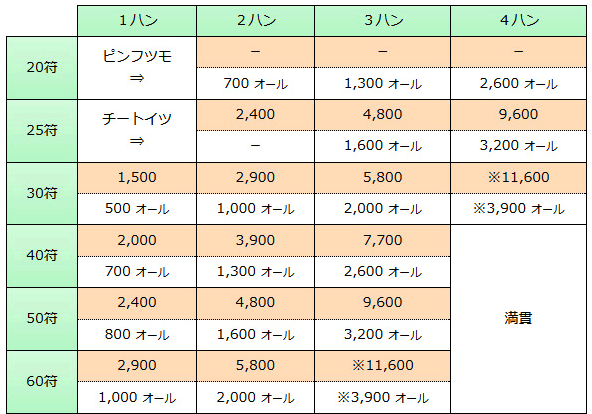 1ハン 2ハン 3ハン 4ハン
20符 ピンフツモ ⇒ − − −
700 オール 1,300 オール 2,600 オール
25符 チートイツ ⇒ 2,400 4,800 9,600
− 1,600 オール 3,200 オール
30符 1,500 2,900 5,800 ※11,600
500 オール 1,000 オール 2,000 オール ※3,900 オール
40符 2,000 3,900 7,700 満貫
700 オール 1,300 オール 2,600 オール
50符 2,400 4,800 9,600
800 オール 1,600 オール 3,200 オール
60符 2,900 5,800 ※11,600
1,000 オール 2,000 オール ※3,900 オール